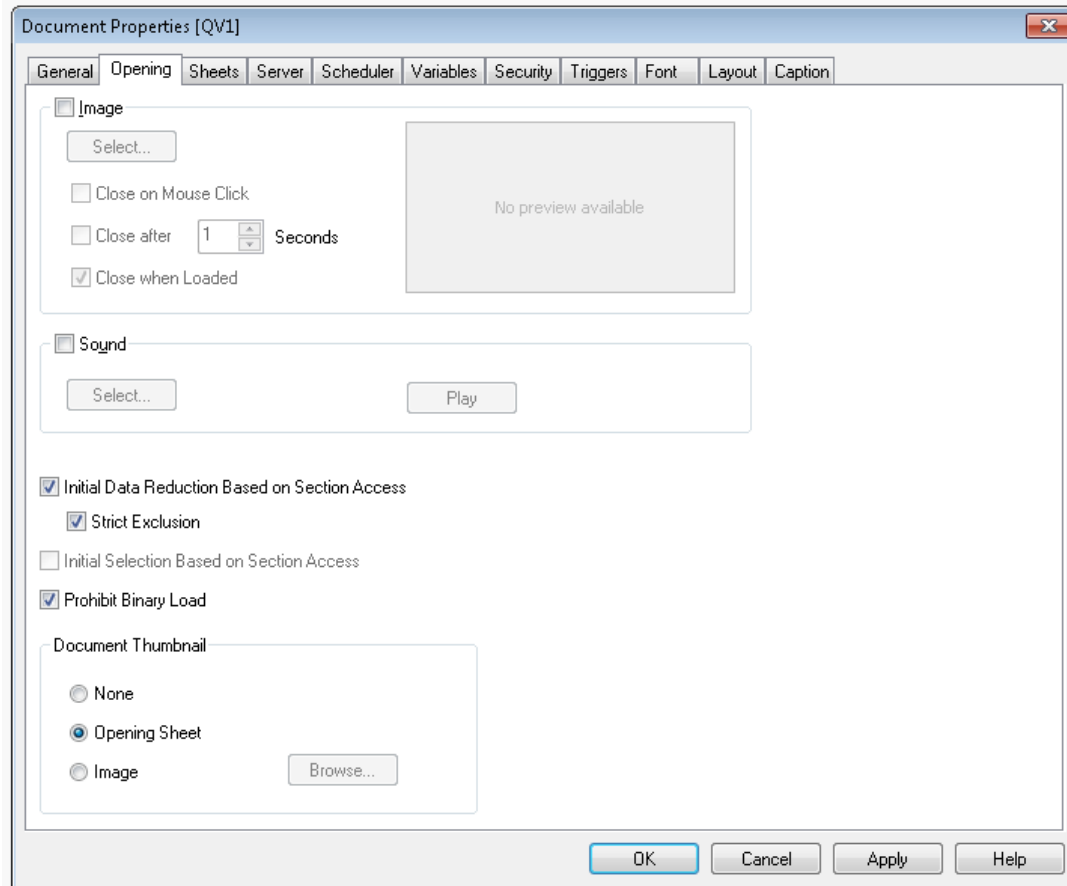 Document Properties [QV1]
General Opening Sheets Server Scheduler Variables Security Triggers Font Layout Caption
Image
Select...
No preview available
Close on Mouse Click
Close after 1 Seconds
Close when Loaded
Sound
Select... Play
Initial Data Reduction Based on Section Access
Strict Exclusion
Initial Selection Based on Section Access
Prohibit Binary Load
Document Thumbnail
None
Opening Sheet
Image Browse...
OK Cancel Apply Help